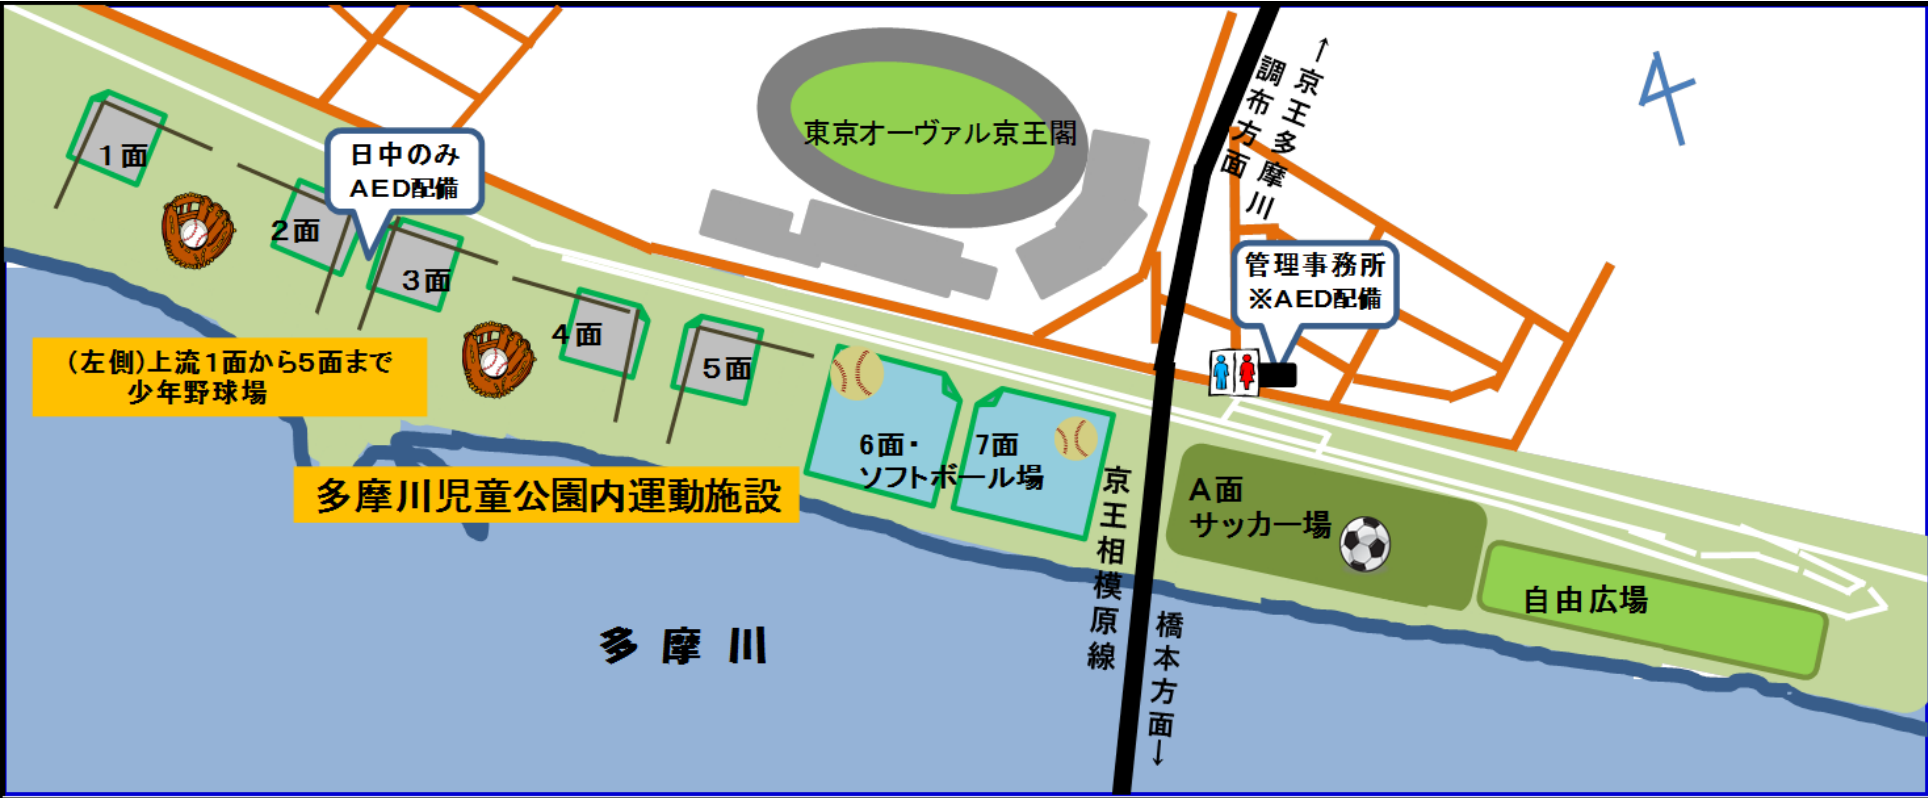 1面
日中のみ
AED配備
2面
3面
4面
5面
(左側)上流1面から5面まで
少年野球場
多摩川児童公園内運動施設
東京オーヴァル京王閣
←京王多摩川
調布方面
管理事務所
※AED配備
6面・
ソフトボール場
7面
京王相模原線
A面
サッカー場
自由広場
橋本方面→
多摩川